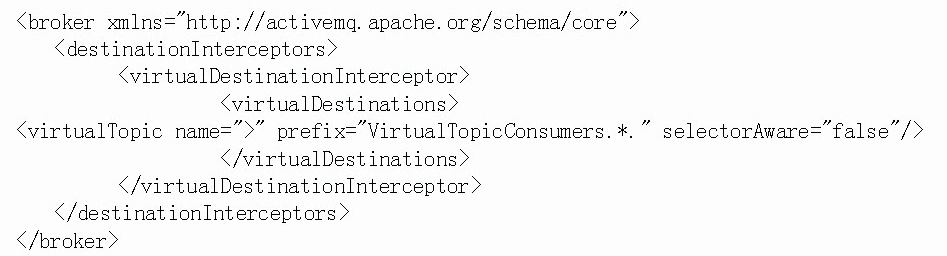 <broker xmlns="http://activemq.apache.org/schema/core">
<destinationInterceptors>
<virtualDestinationInterceptor>
<virtualDestinations>
<virtualTopic name=">" prefix="VirtualTopicConsumers.*." selectorAware="false"/>
</virtualDestinations>
</virtualDestinationInterceptor>
</destinationInterceptors>
</broker>